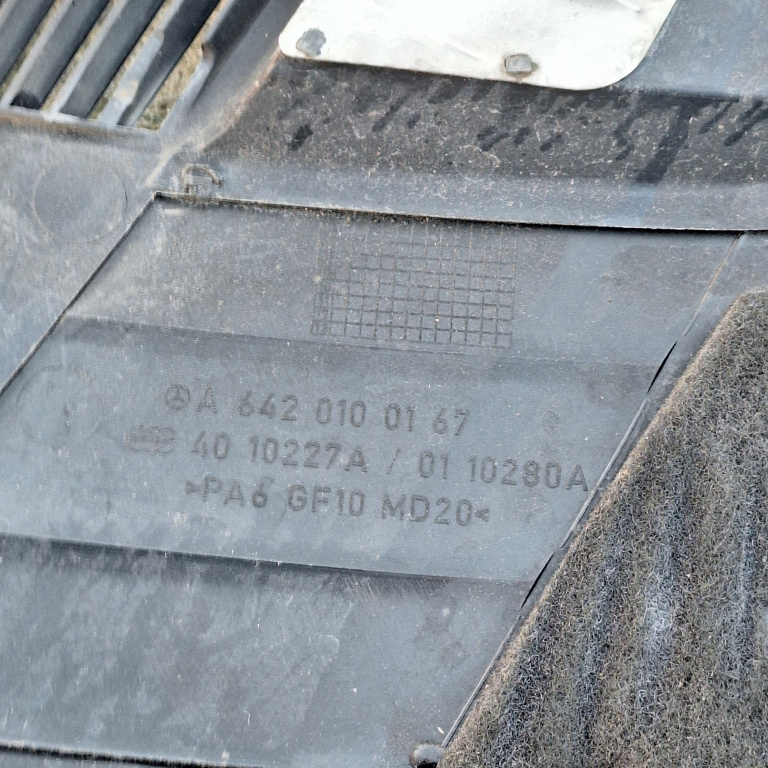 A 642 010 01 67
40 10227A / 01 10280A
>PA6 GF10 MD20<